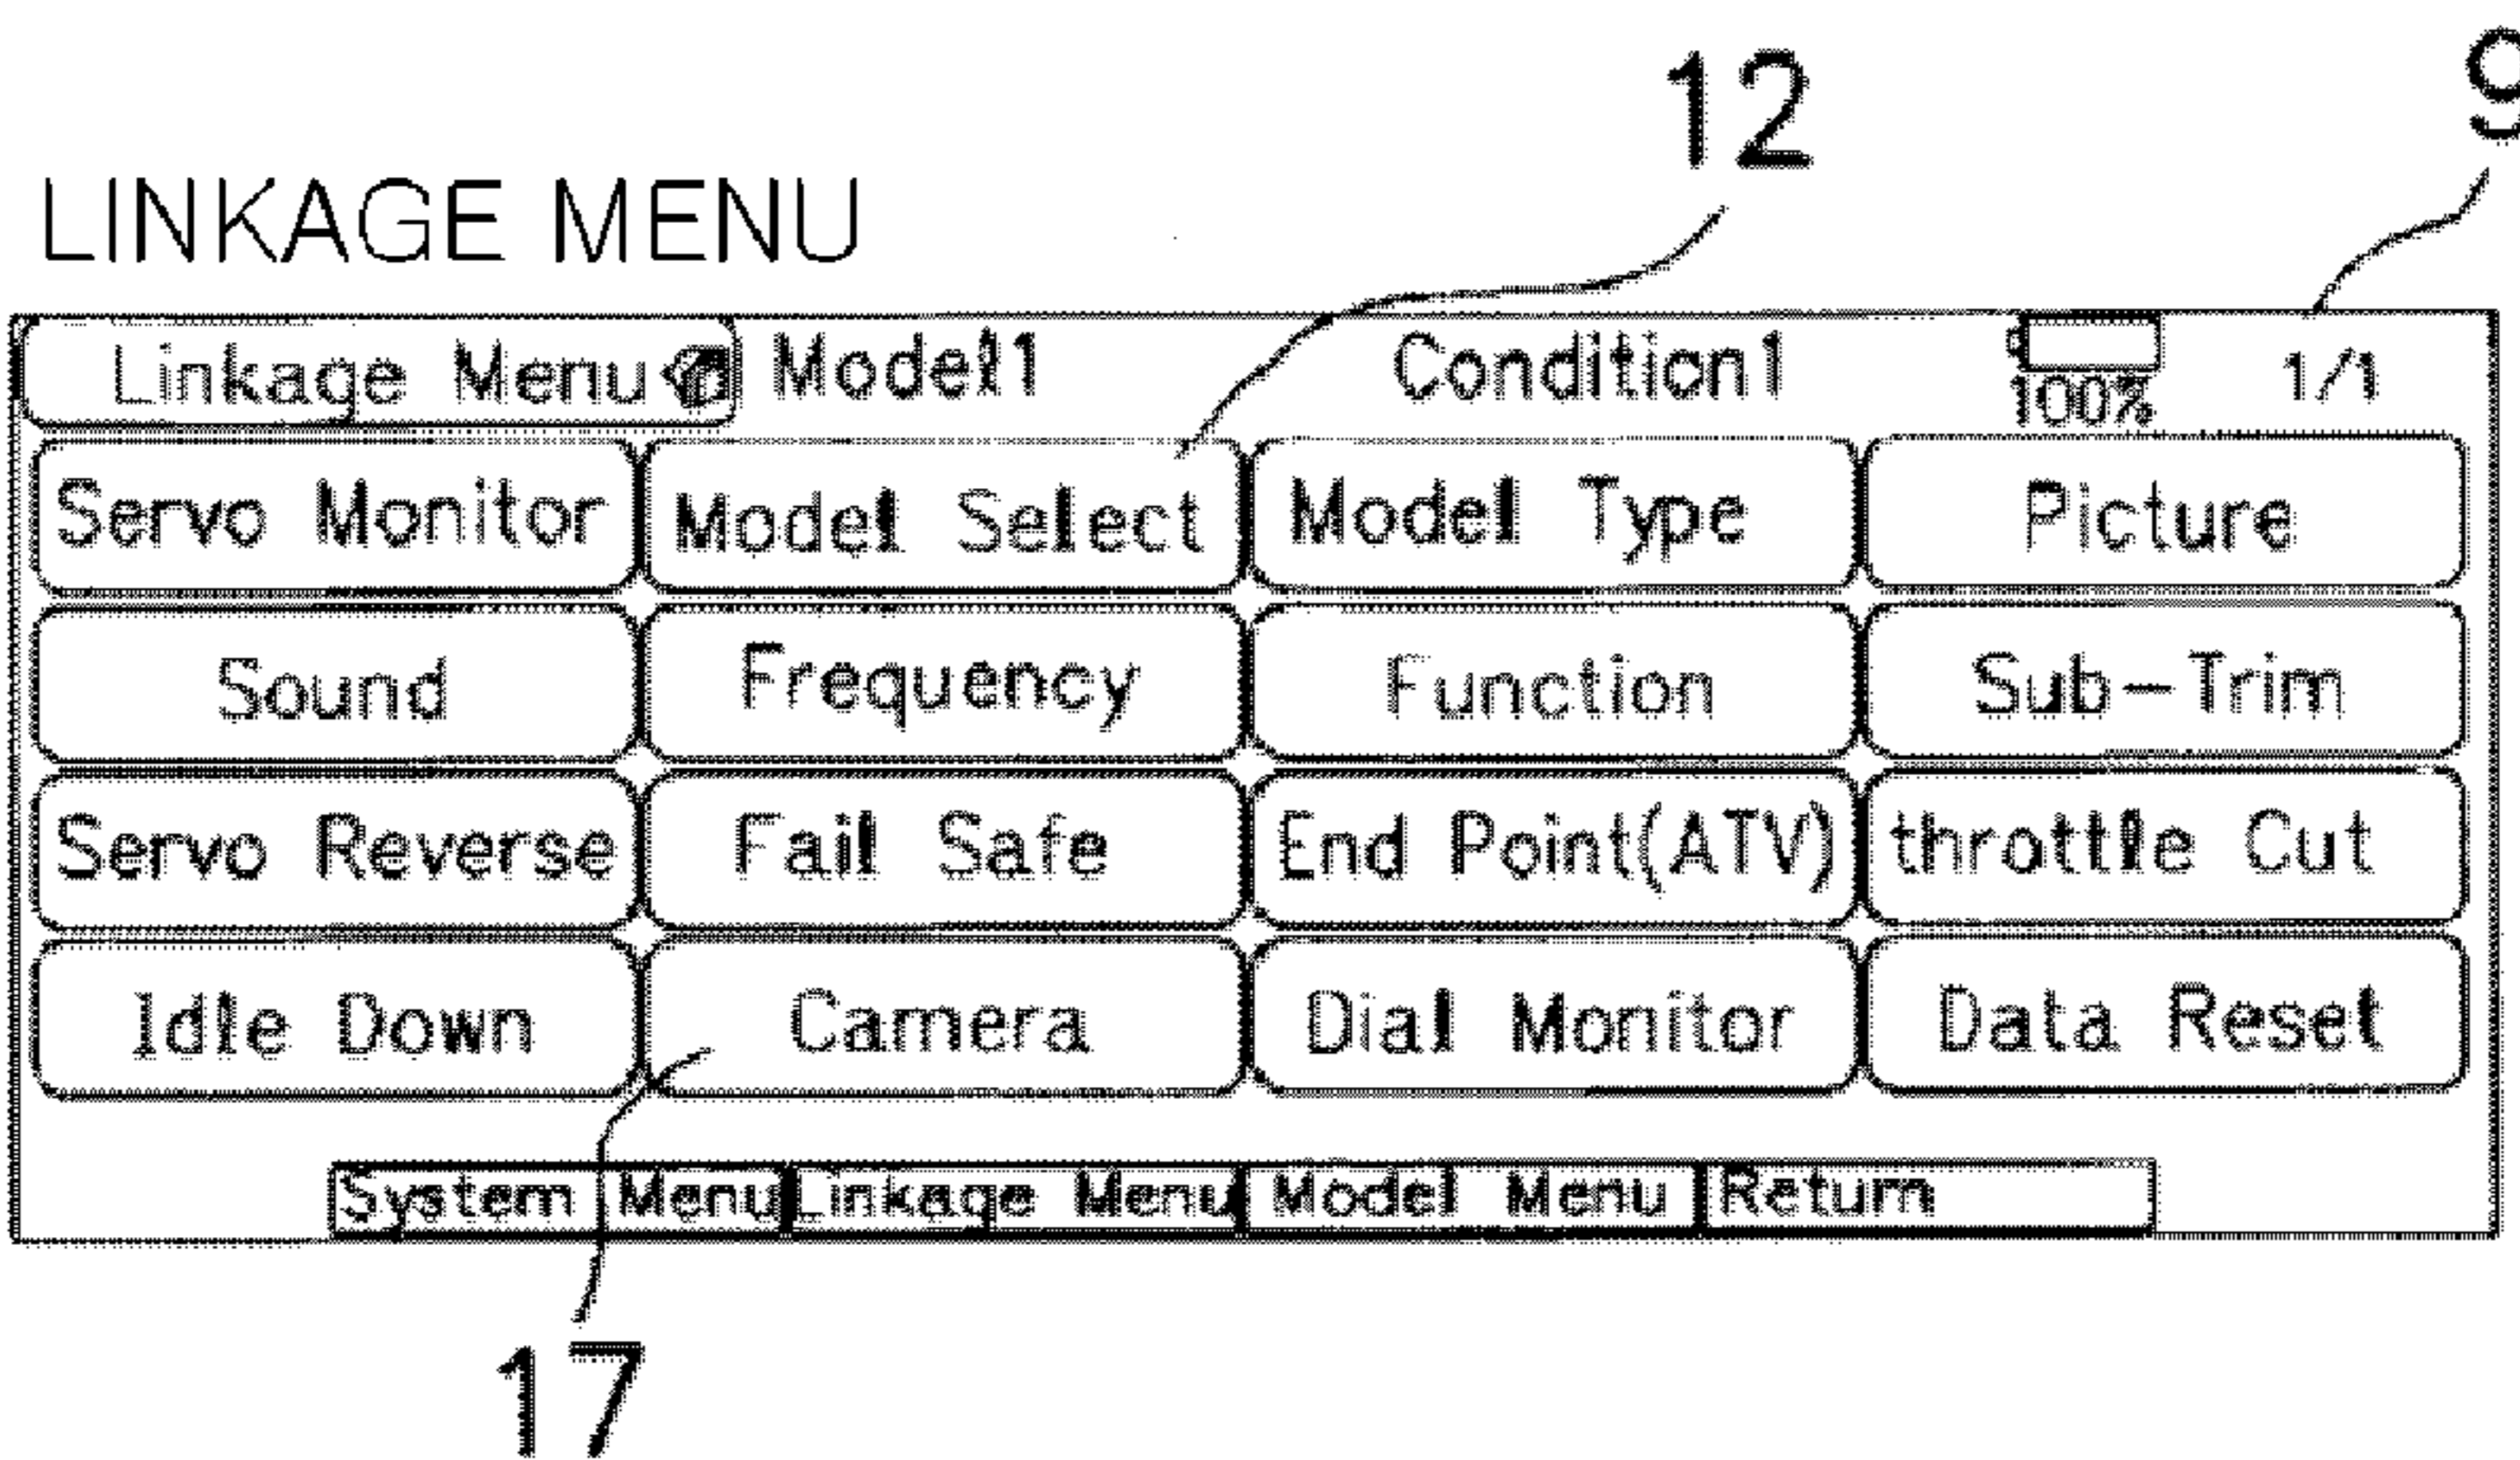 12
9
LINKAGE MENU
Linkage Menu Model1 Condition1 100% 1/1
Servo Monitor Model Select Model Type Picture
Sound Frequency Function Sub-Trim
Servo Reverse Fail Safe End Point(ATV) throttle Cut
Idle Down Camera Dial Monitor Data Reset
System Menu Linkage Menu Model Menu Return
17